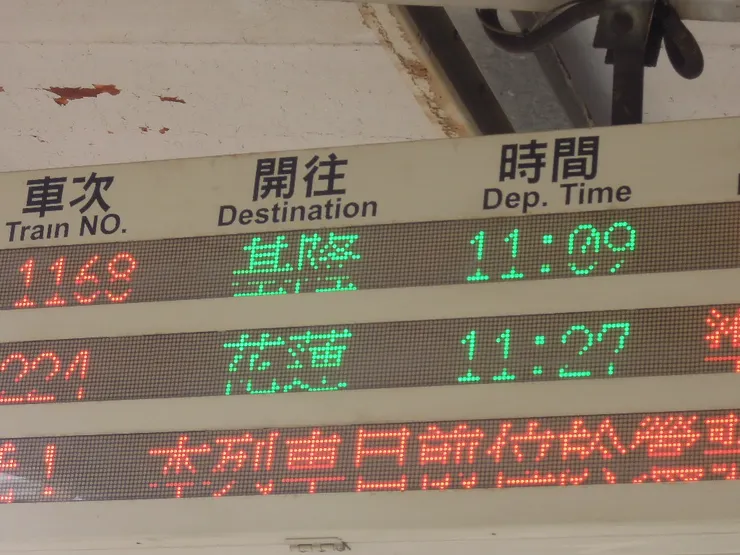 車次 開往 時間
Train NO. Destination Dep. Time
1168 基隆 11:09
221 花蓮 11:27
! 本列車目前位於